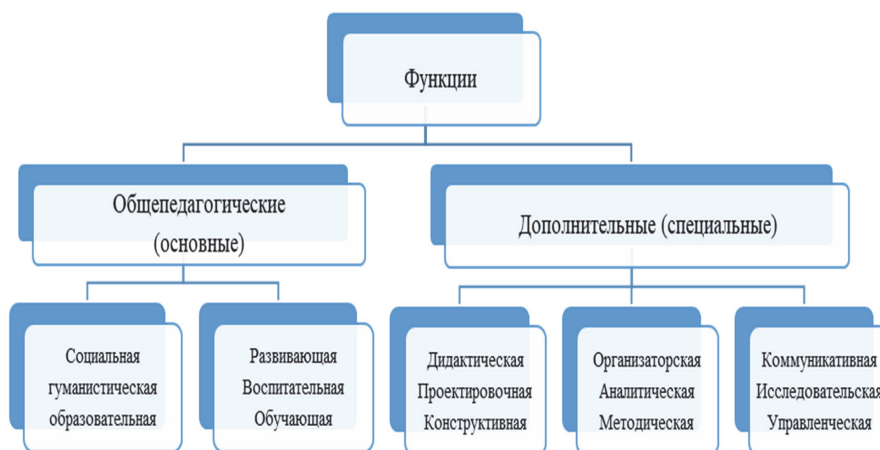 Функции
Общепедагогические
(основные)
Дополнительные (специальные)
Социальная
гуманистическая
образовательная
Развивающая
Воспитательная
Обучающая
Дидактическая
Проектировочная
Конструктивная
Организаторская
Аналитическая
Методическая
Коммуникативная
Исследовательская
Управленческая